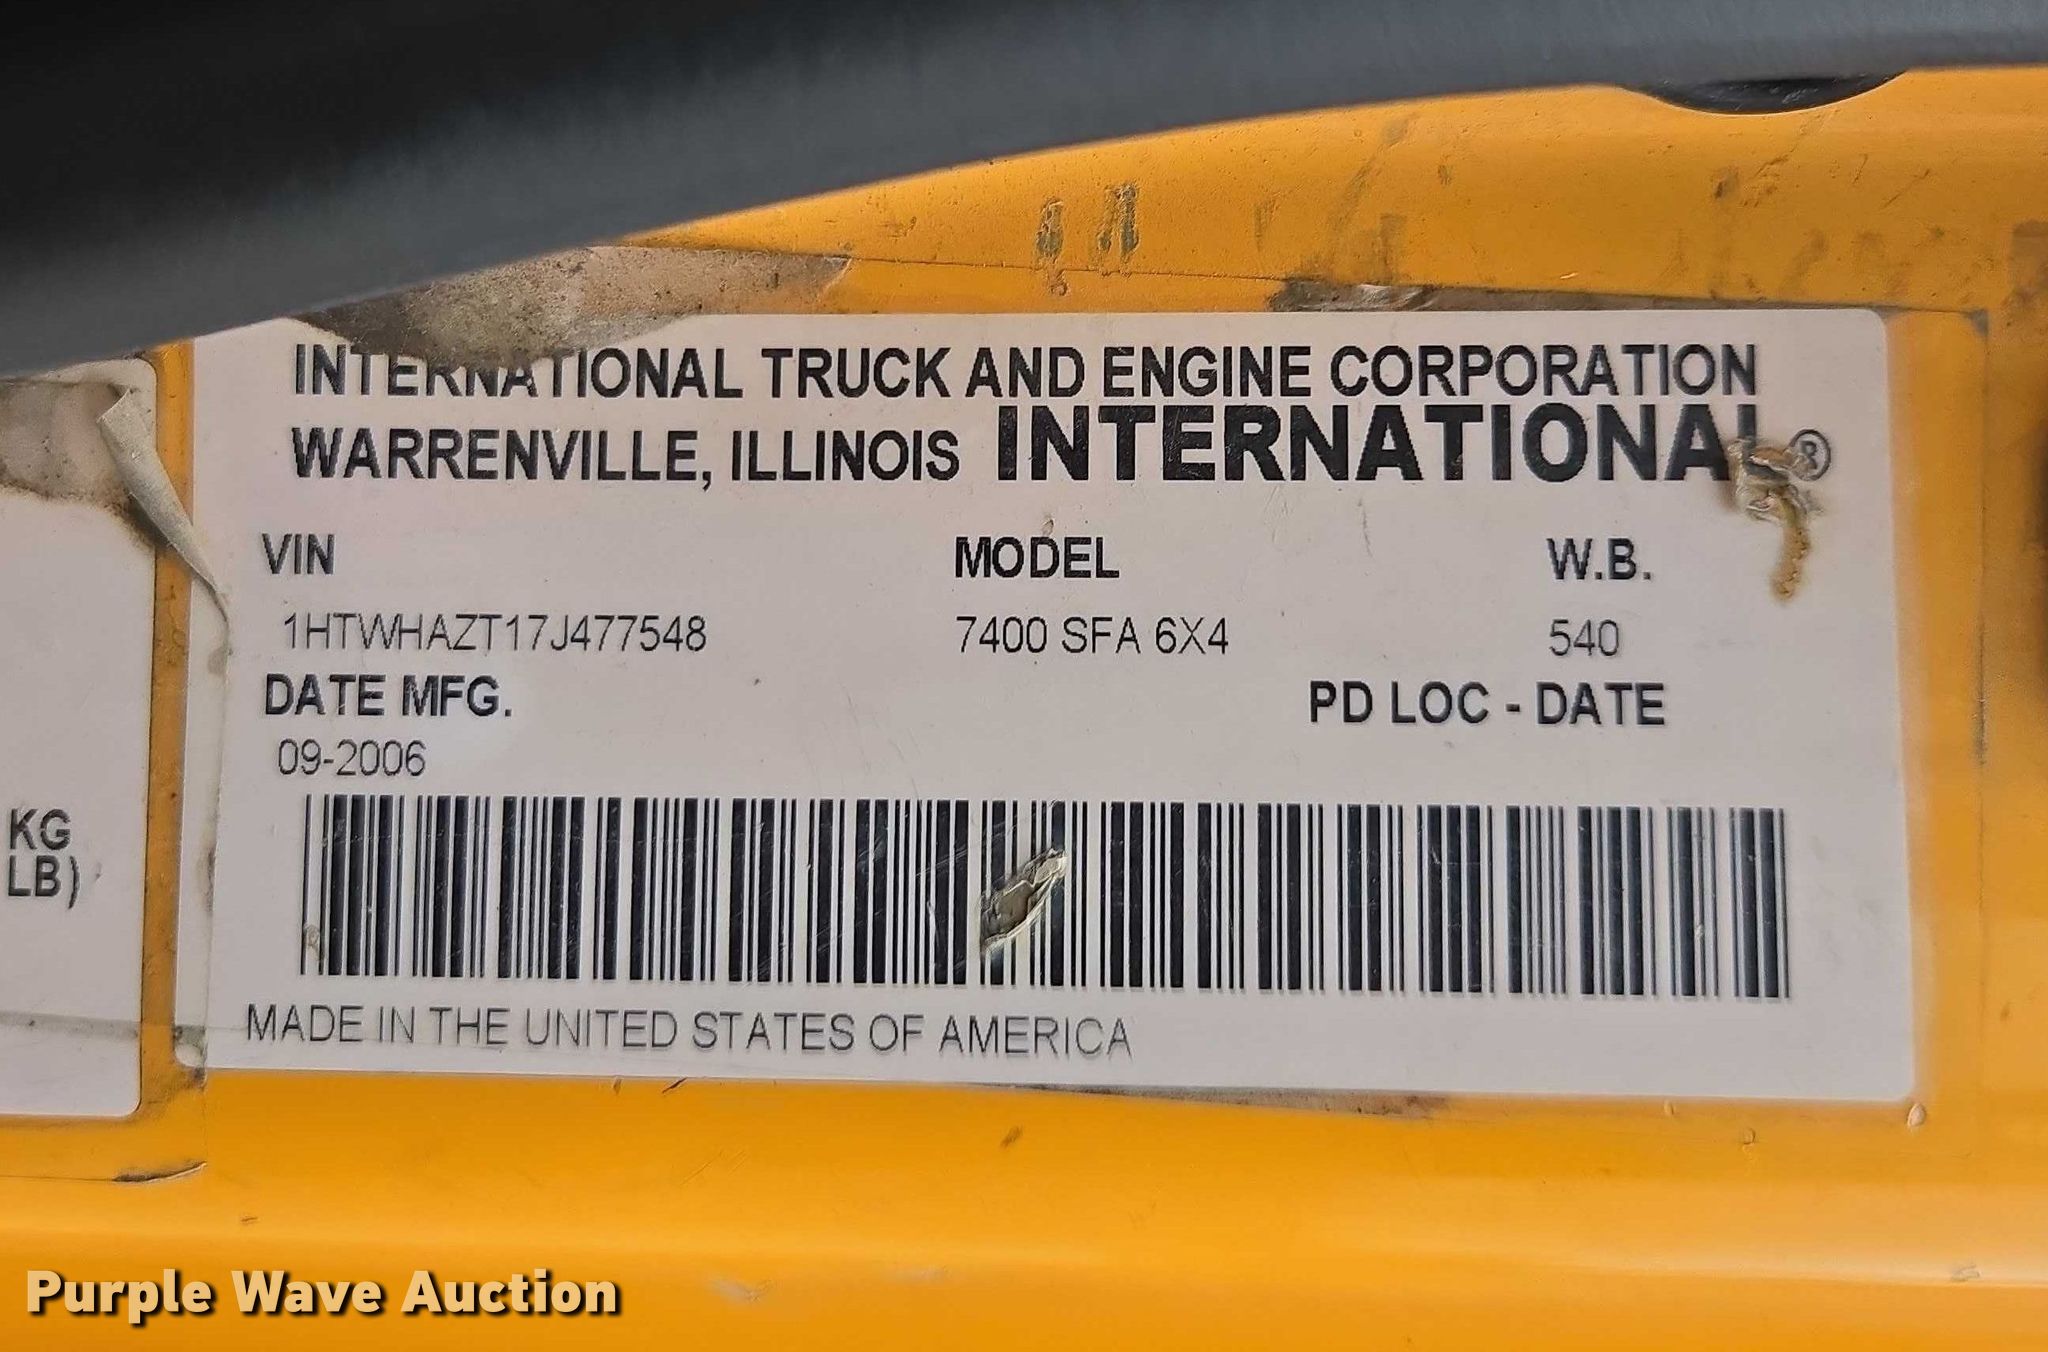 INTERNATIONAL TRUCK AND ENGINE CORPORATION
WARRENVILLE, ILLINOIS INTERNATIONAL®
VIN MODEL W.B.
1HTWHAZT17J477548 7400 SFA 6X4 540
DATE MFG. PD LOC - DATE
09-2006
KG
LB)
MADE IN THE UNITED STATES OF AMERICA
Purple Wave Auction